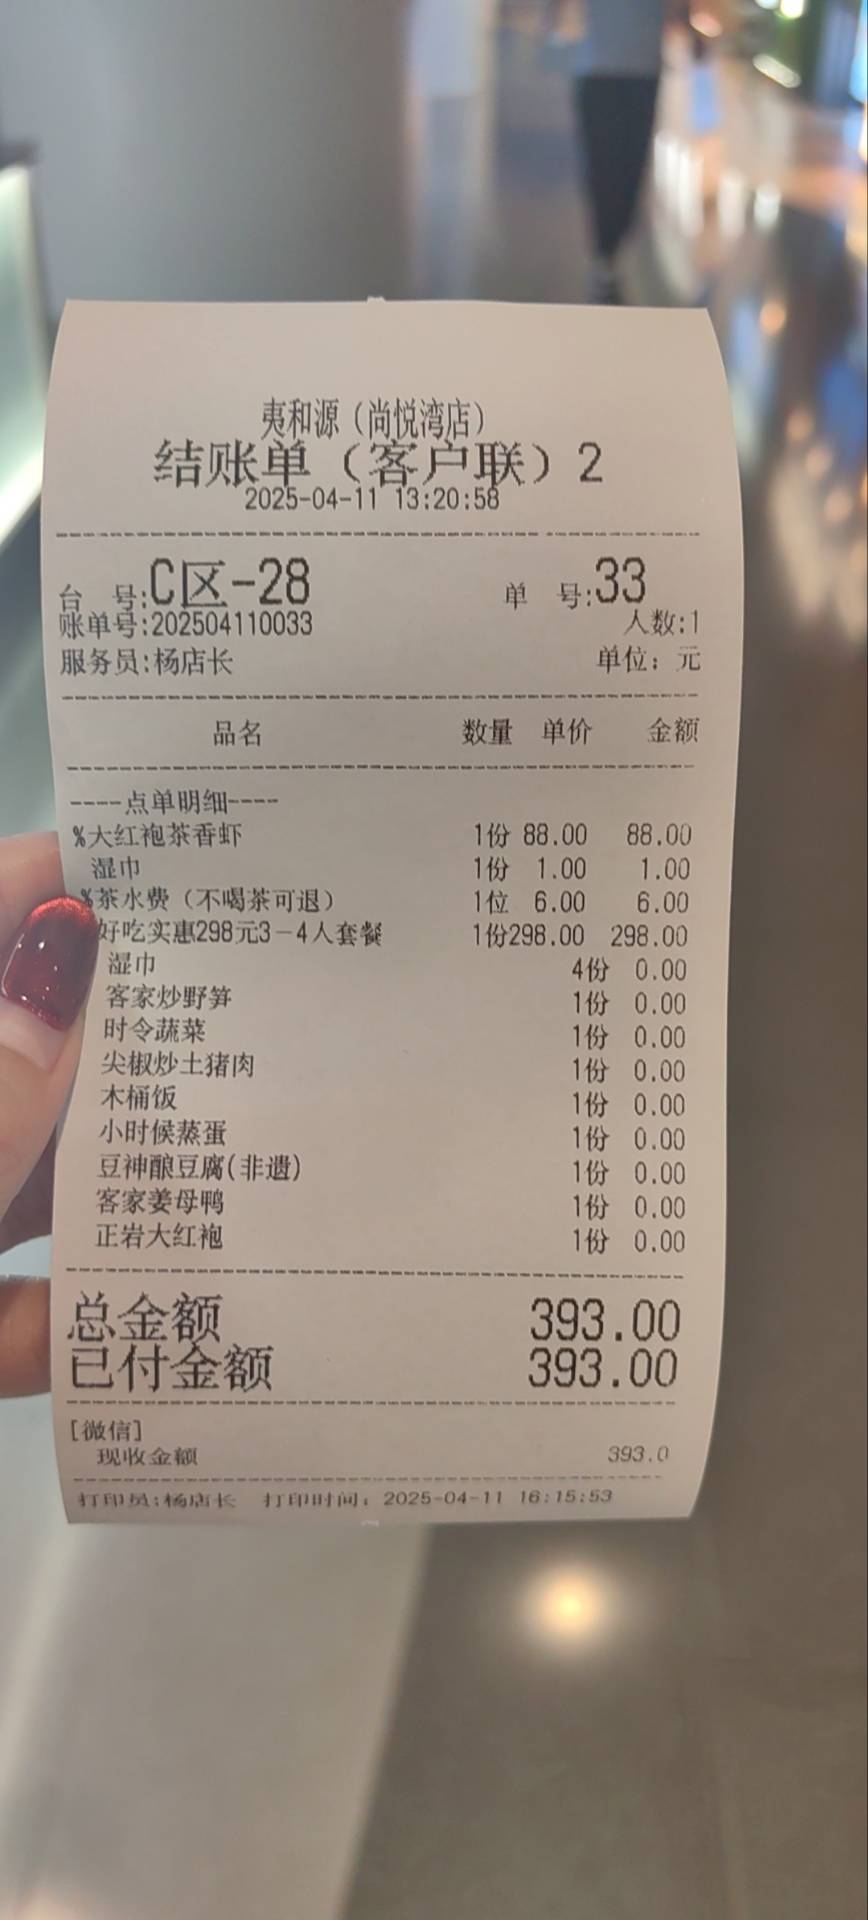 夷和源（尚悦湾店）
结账单（客户联）2
2025-04-11 13:20:58
台 号:C区-28 单 号:33
账单号:202504110033 人数:1
服务员:杨店长 单位：元
品名 数量 单价 金额
----点单明细----
%大红袍茶香虾 1份 88.00 88.00
湿巾 1份 1.00 1.00
%茶水费（不喝茶可退） 1位 6.00 6.00
好吃实惠298元3－4人套餐 1份298.00 298.00
湿巾 4份 0.00
客家炒野笋 1份 0.00
时令蔬菜 1份 0.00
尖椒炒土猪肉 1份 0.00
木桶饭 1份 0.00
小时候蒸蛋 1份 0.00
豆神酿豆腐(非遗) 1份 0.00
客家姜母鸭 1份 0.00
正岩大红袍 1份 0.00
总金额 393.00
已付金额 393.00
[微信]
现收金额 393.0
打印员:杨店长 打印时间：2025-04-11 16:15:53